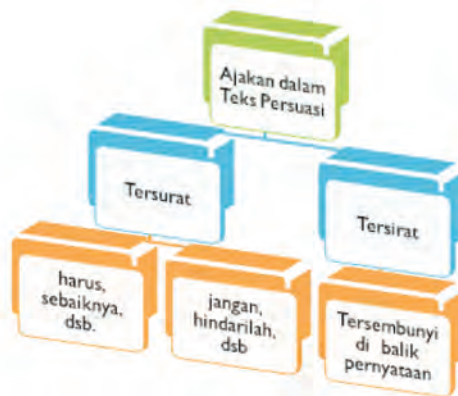 Ajakan dalam
Teks Persuasi
Tersurat
Tersirat
harus,
sebaiknya,
dsb.
jangan,
hindarilah,
dsb
Tersembunyi
di balik
pernyataan